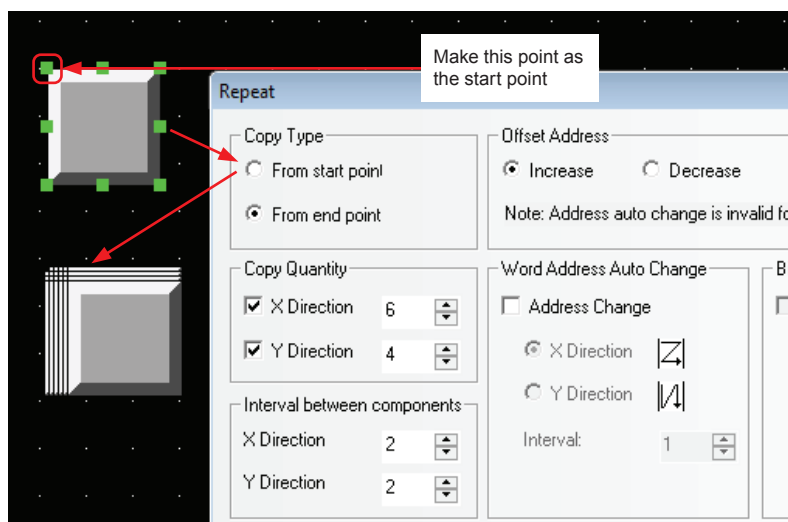 Make this point as
the start point
Repeat
Copy Type
From start point
From end point
Offset Address
Increase
Decrease
Note: Address auto change is invalid
Copy Quantity
X Direction
6
Y Direction
4
Word Address Auto Change
Address Change
X Direction
Y Direction
Interval:
1
B
Interval between components
X Direction
2
Y Direction
2